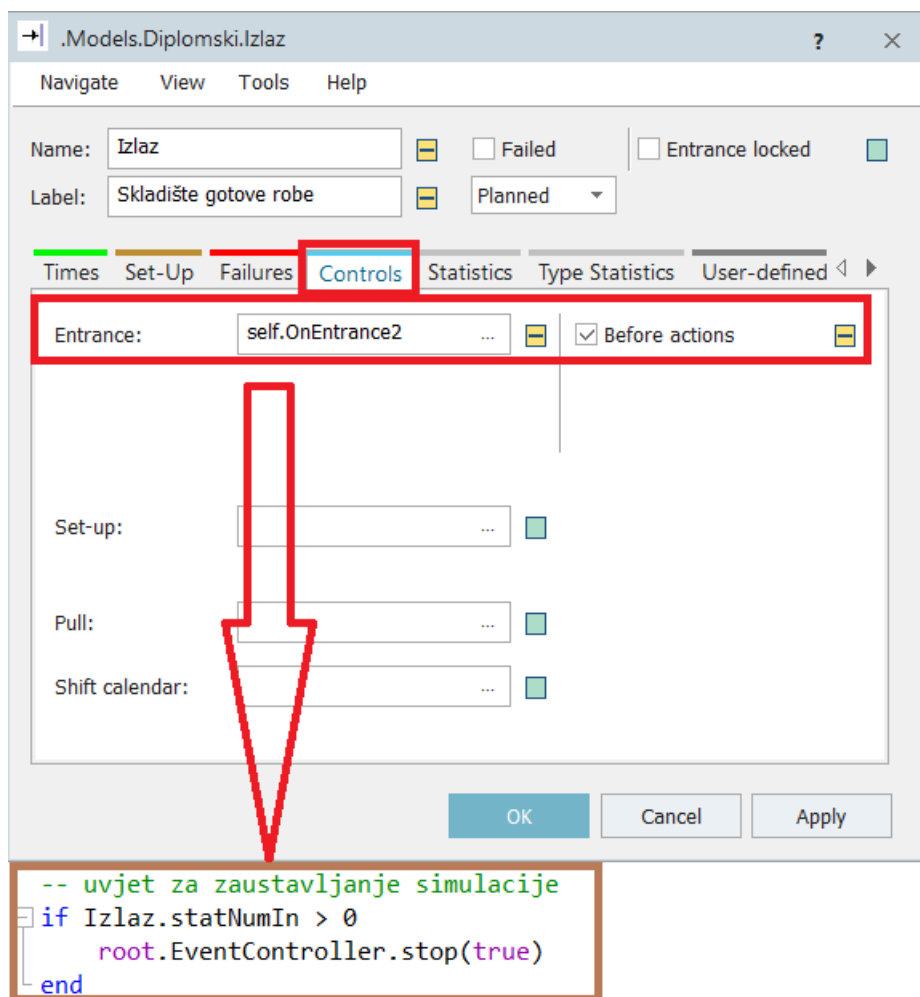 .Models.Diplomski.Izlaz ?
Navigate View Tools Help
Name: Izlaz Failed Entrance locked
Label: Skladište gotove robe Planned
Times Set-Up Failures Controls Statistics Type Statistics User-defined
Entrance: self.OnEntrance2 ... Before actions
Set-up: ...
Pull: ...
Shift calendar: ...
OK Cancel Apply
-- uvjet za zaustavljanje simulacije
if Izlaz.statNumIn > 0
root.EventController.stop(true)
end